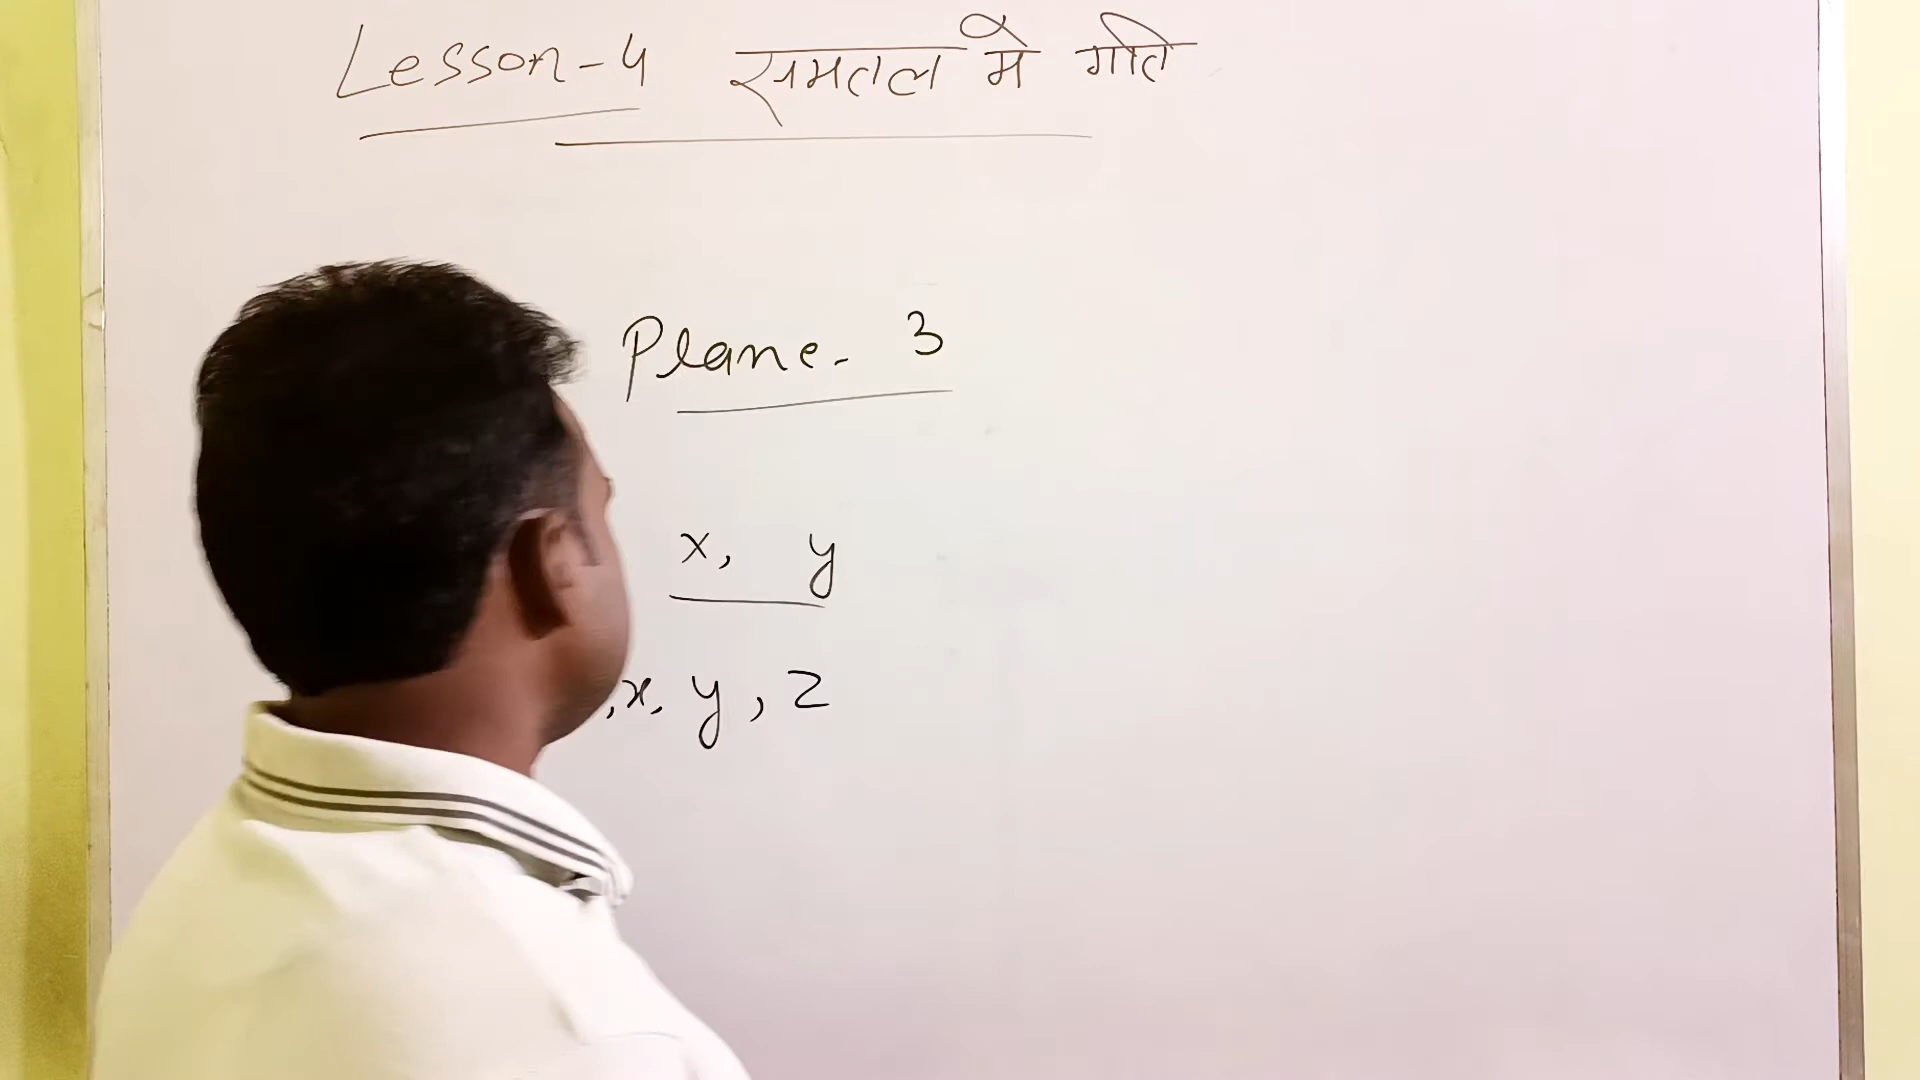 Lesson-4 समतल मे गति
Plane- 3
x, y
,x, y, z